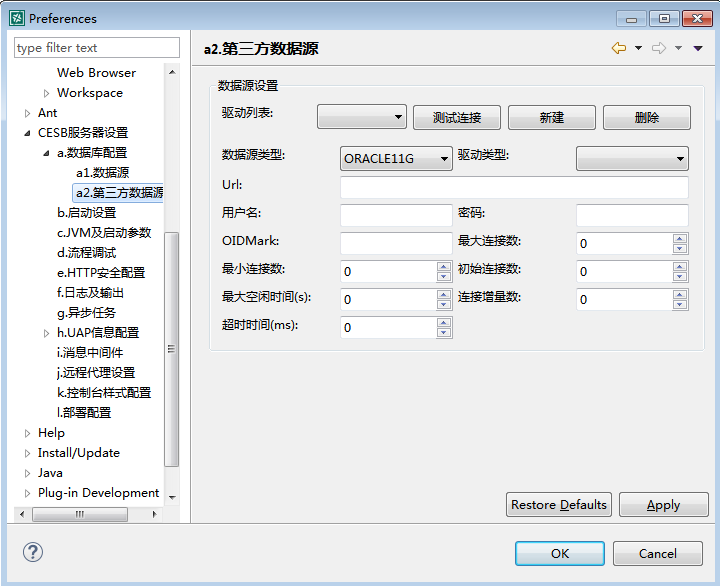 Preferences
type filter text
Web Browser
Workspace
Ant
CESB服务器设置
a.数据库配置
a1.数据源
a2.第三方数据源
b.启动设置
c.JVM及启动参数
d.流程调试
e.HTTP安全配置
f.日志及输出
g.异步任务
h.UAP信息配置
i.消息中间件
j.远程代理设置
k.控制台样式配置
l.部署配置
Help
Install/Update
Java
Plug-in Development
a2.第三方数据源
数据源设置
驱动列表: 测试连接 新建 删除
数据源类型: ORACLE11G 驱动类型:
Url:
用户名: 密码:
OIDMark: 最大连接数: 0
最小连接数: 0 初始连接数: 0
最大空闲时间(s): 0 连接增量数: 0
超时时间(ms): 0
Restore Defaults Apply
? OK Cancel